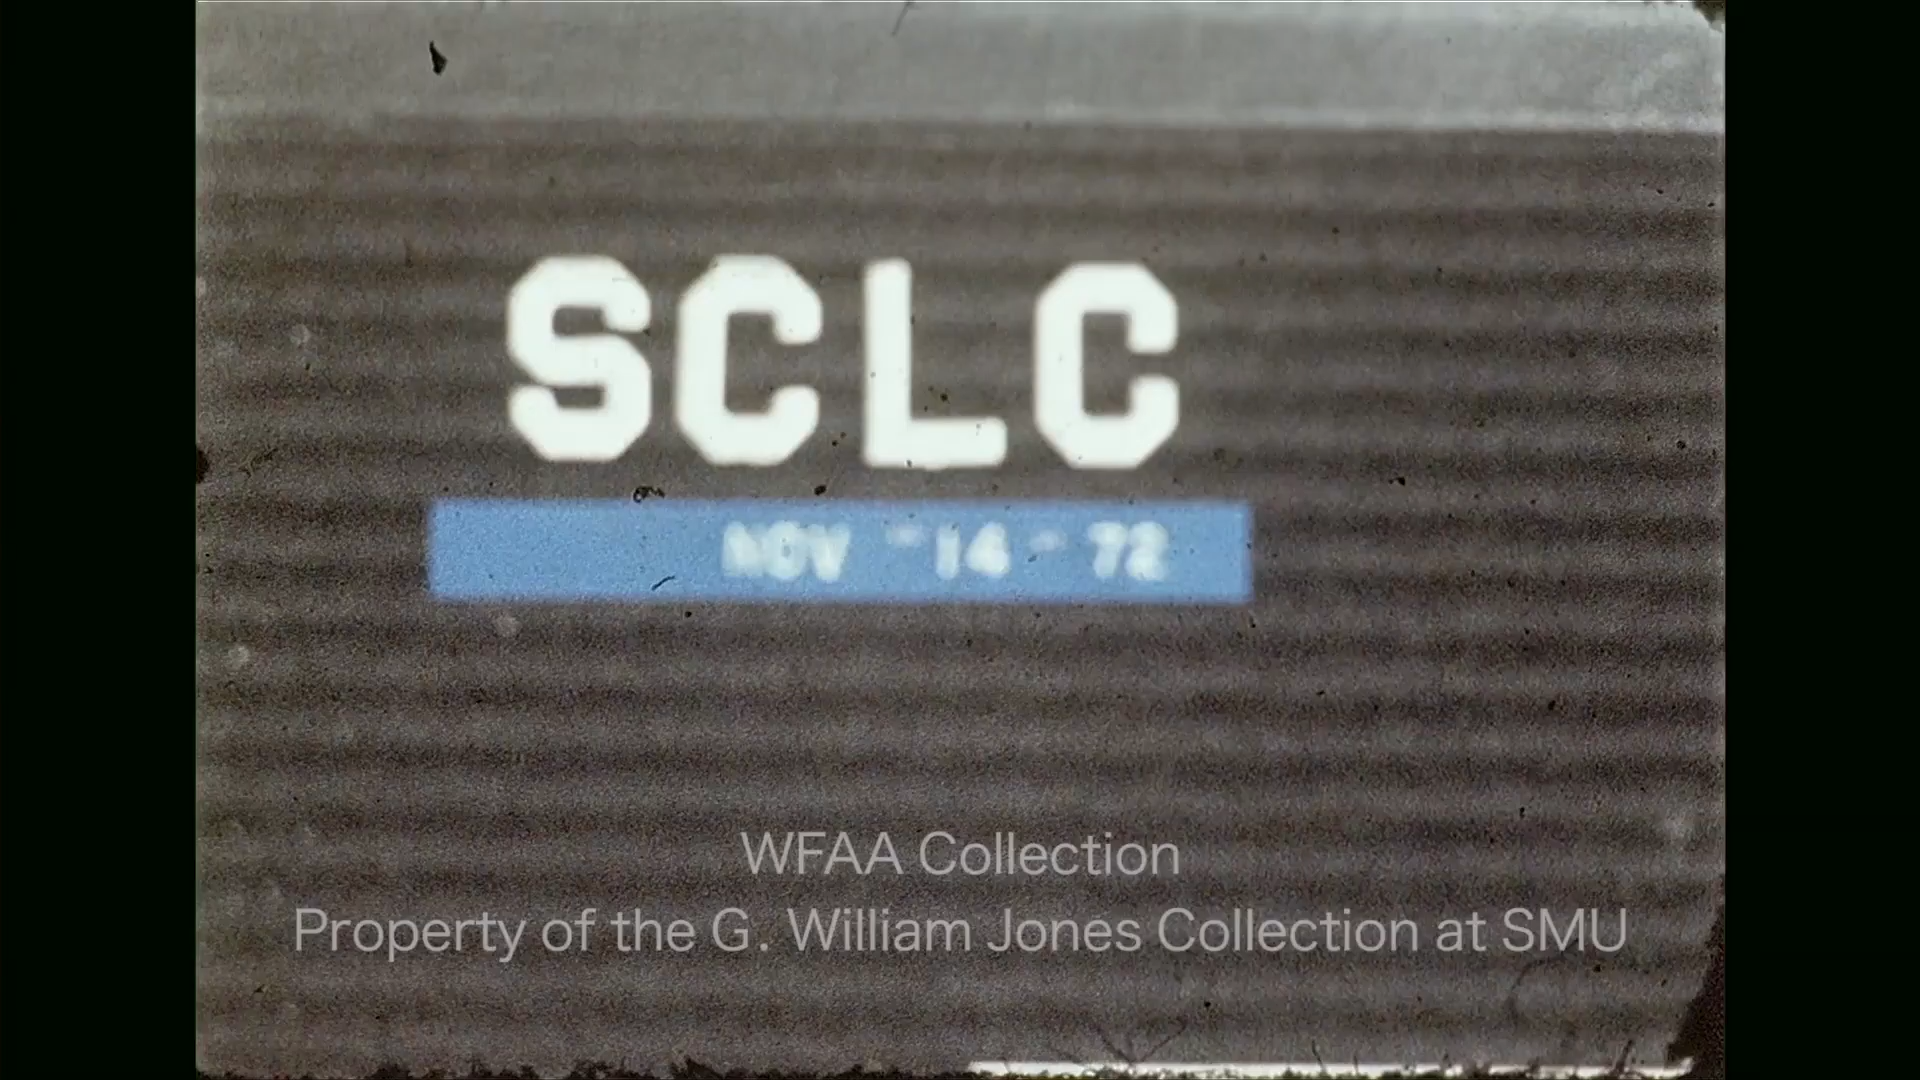 SCLC
NOV - 14 - 72
WFAA Collection
Property of the G. William Jones Collection at SMU